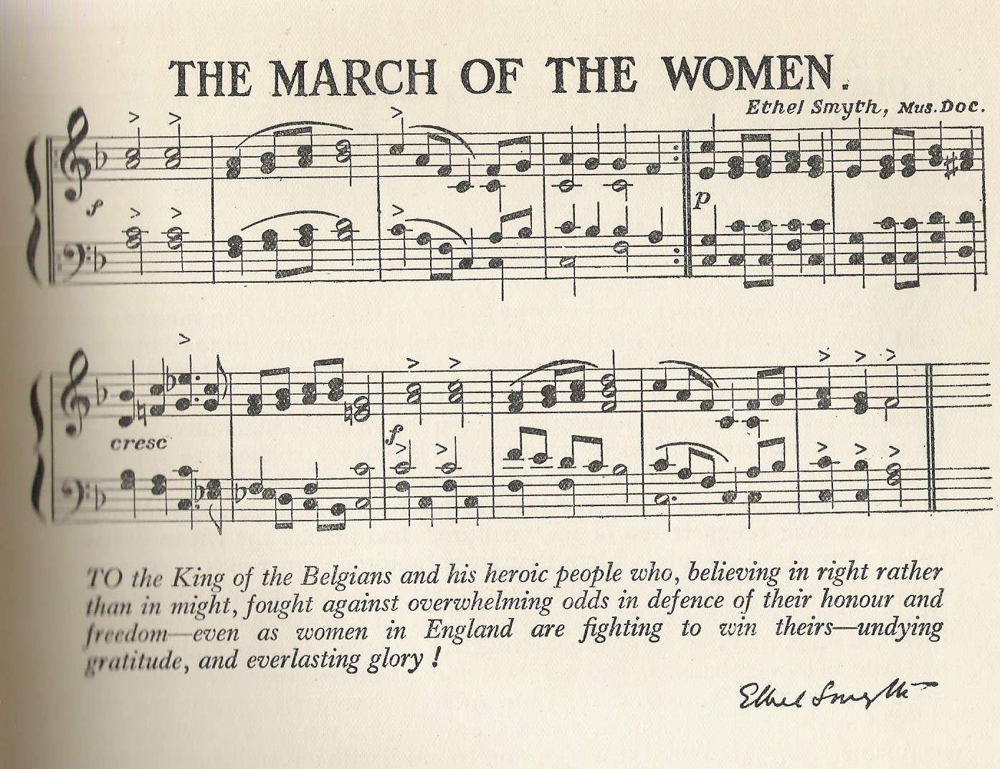 THE MARCH OF THE WOMEN.
Ethel Smyth, Mus.Doc.
f
p
cresc
f
TO the King of the Belgians and his heroic people who, believing in right rather
than in might, fought against overwhelming odds in defence of their honour and
freedom—even as women in England are fighting to win theirs—undying
gratitude, and everlasting glory !
Ethel Smyth